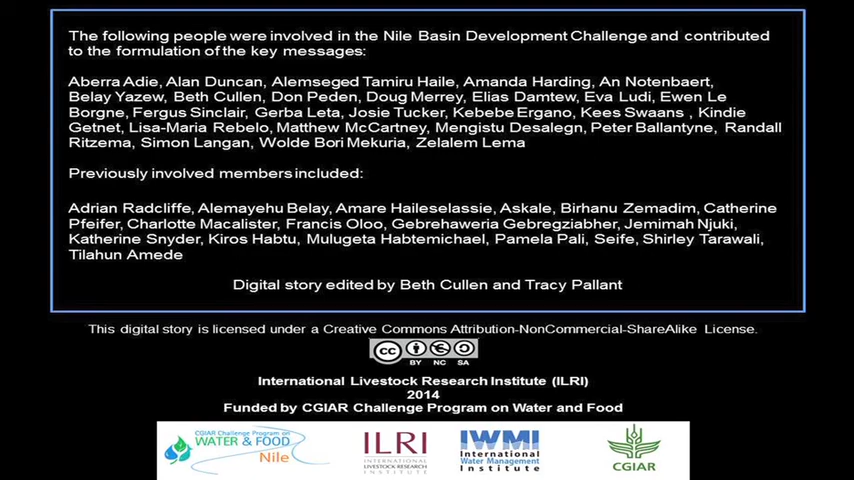 The following people were involved in the Nile Basin Development Challenge and contributed
to the formulation of the key messages:
Aberra Adie, Alan Duncan, Alemseged Tamiru Haile, Amanda Harding, An Notenbaert,
Belay Yazew, Beth Cullen, Don Peden, Doug Merrey, Elias Damtew, Eva Ludi, Ewen Le
Borgne, Fergus Sinclair, Gerba Leta, Josie Tucker, Kebebe Ergano, Kees Swaans , Kindie
Getnet, Lisa-Maria Rebelo, Matthew McCartney, Mengistu Desalegn, Peter Ballantyne, Randall
Ritzema, Simon Langan, Wolde Bori Mekuria, Zelalem Lema
Previously involved members included:
Adrian Radcliffe, Alemayehu Belay, Amare Haileselassie, Askale, Birhanu Zemadim, Catherine
Pfeifer, Charlotte Macalister, Francis Oloo, Gebrehaweria Gebregziabher, Jemimah Njuki,
Katherine Snyder, Kiros Habtu, Mulugeta Habtemichael, Pamela Pali, Seife, Shirley Tarawali,
Tilahun Amede
Digital story edited by Beth Cullen and Tracy Pallant
This digital story is licensed under a Creative Commons Attribution-NonCommercial-ShareAlike License.
cc
BY NC SA
International Livestock Research Institute (ILRI)
2014
Funded by CGIAR Challenge Program on Water and Food
CGIAR Challenge Program on
WATER & FOOD
Nile
ILRI
INTERNATIONAL
LIVESTOCK RESEARCH
INSTITUTE
IWMI
International
Water Management
Institute
CGIAR